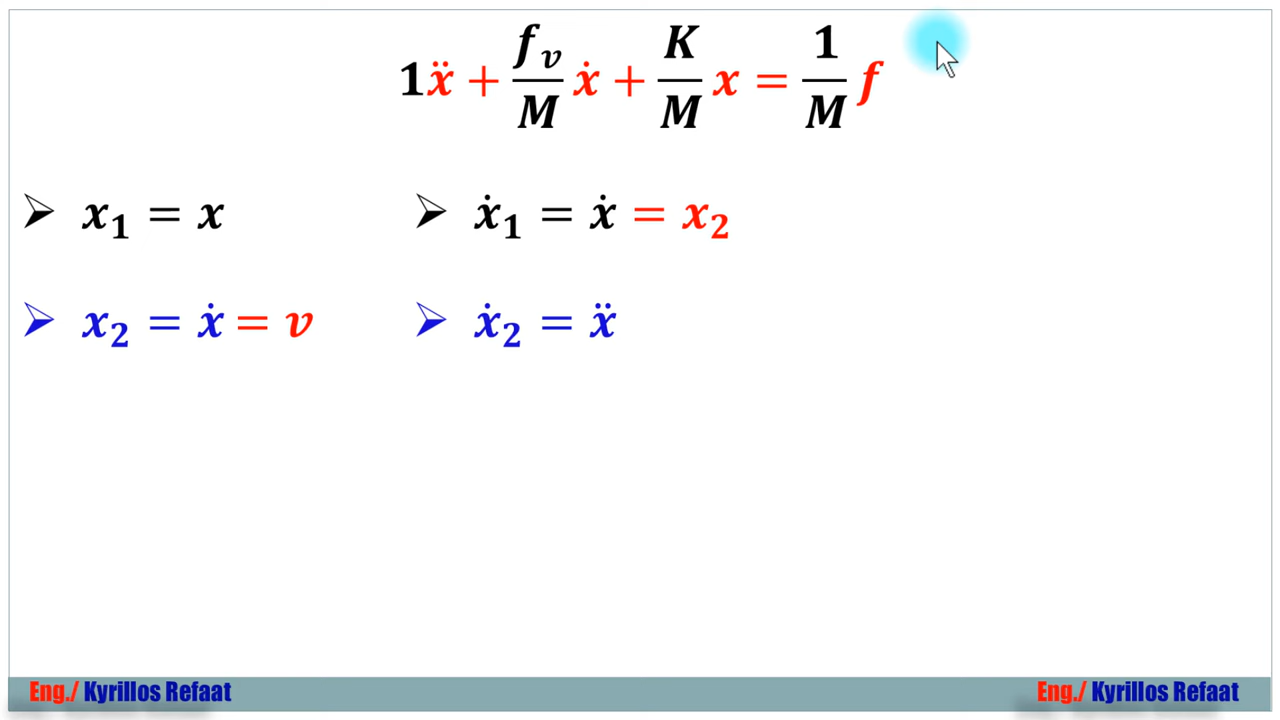 1ẍ + f_v/M ẋ + K/M x = 1/M f
➢ x₁ = x
➢ ẋ₁ = ẋ = x₂
➢ x₂ = ẋ = v
➢ ẋ₂ = ẍ
Eng./ Kyrillos Refaat
Eng./ Kyrillos Refaat